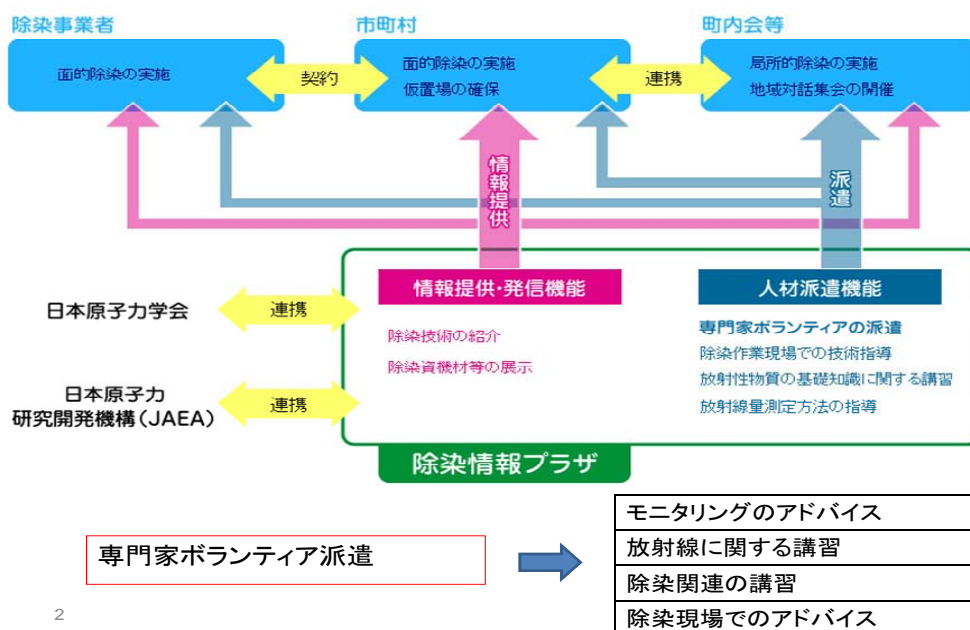 除染事業者
市町村
町内会等
面的除染の実施
契約
面的除染の実施
仮置場の確保
連携
局所的除染の実施
地域対話集会の開催
情報提供
派遣
情報提供・発信機能
人材派遣機能
日本原子力学会
連携
除染技術の紹介
除染資機材等の展示
専門家ボランティアの派遣
除染作業現場での技術指導
放射性物質の基礎知識に関する講習
放射線量測定方法の指導
日本原子力
研究開発機構（JAEA）
連携
除染情報プラザ
専門家ボランティア派遣
モニタリングのアドバイス
放射線に関する講習
除染関連の講習
除染現場でのアドバイス
2